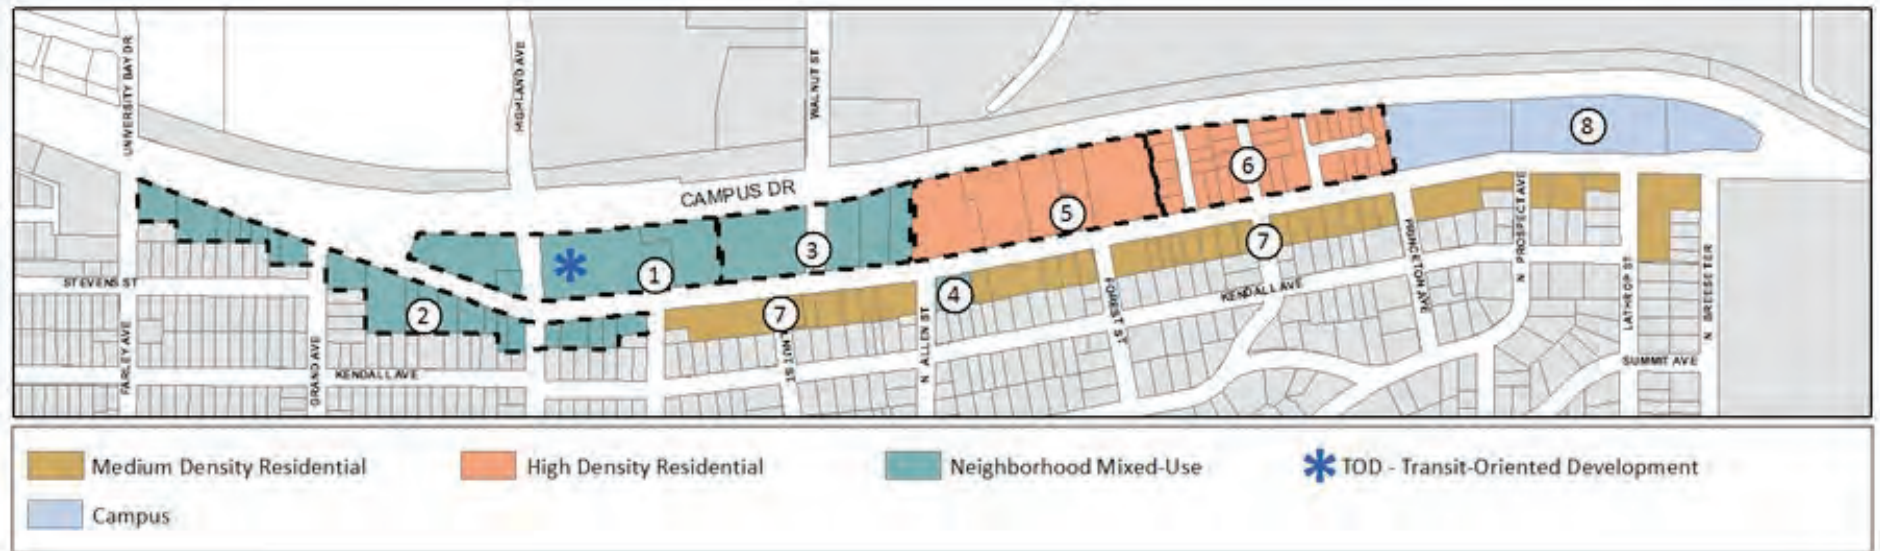 UNIVERSITY BAY DR
HIGHLAND AVE
WALNUT ST
CAMPUS DR
8
6
5
3
1
7
4
7
2
STEVENS ST
FARLEY AVE
GRAND AVE
KENDALL AVE
N ALLEN ST
FOREST ST
KENDALL AVE
PRINCETON AVE
N PROSPECT AVE
LATHROP ST
N BREESE TER
SUMMIT AVE
Medium Density Residential
High Density Residential
Neighborhood Mixed-Use
TOD - Transit-Oriented Development
Campus